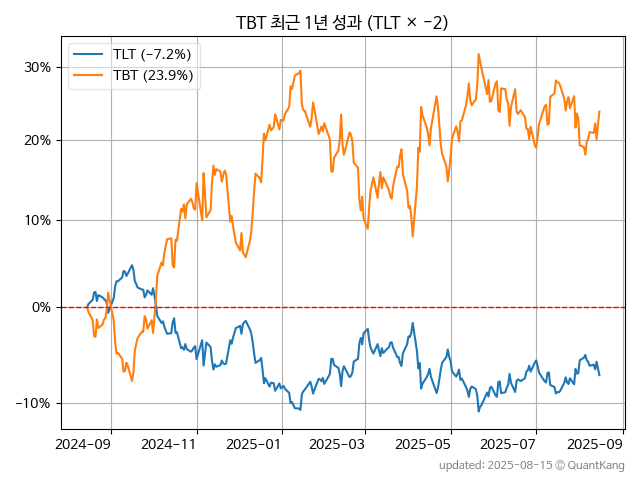 TBT 최근 1년 성과 (TLT × −2)
TLT (−7.2%)
TBT (23.9%)
30%
20%
10%
0%
−10%
2024-09 2024-11 2025-01 2025-03 2025-05 2025-07 2025-09
updated: 2025-08-15 ⓒ QuantKang